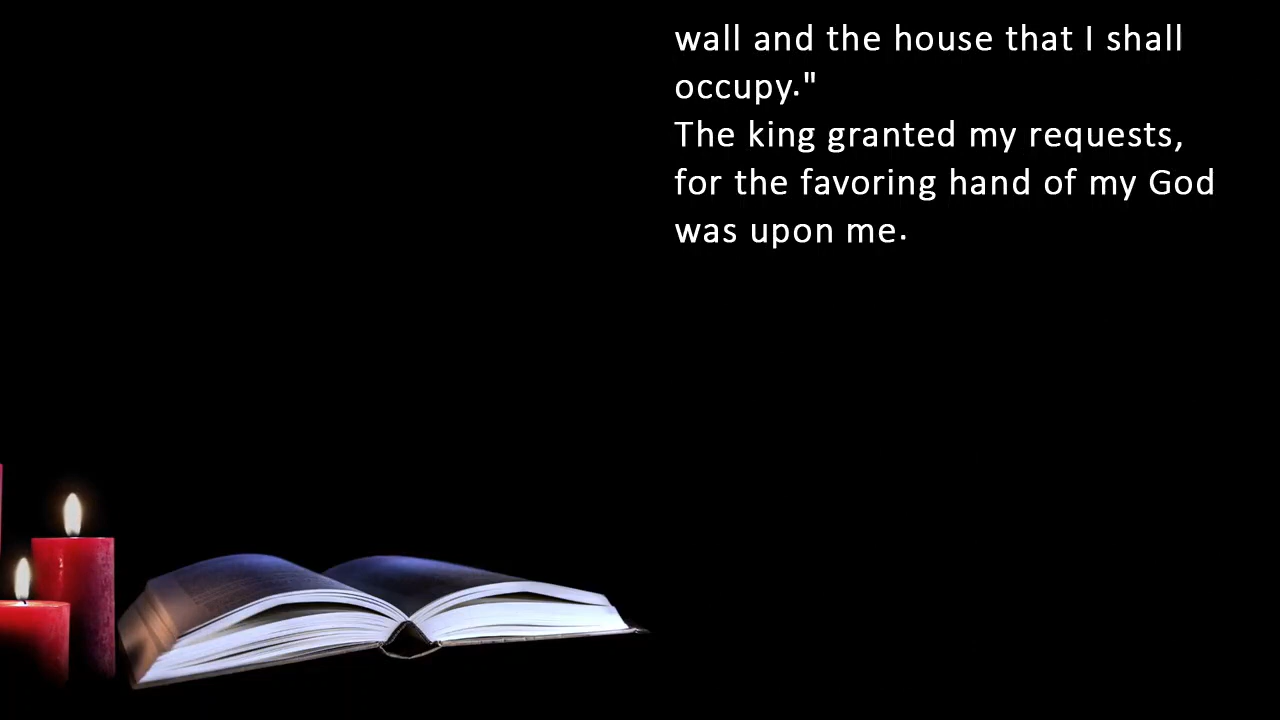 wall and the house that I shall
occupy."
The king granted my requests,
for the favoring hand of my God
was upon me.